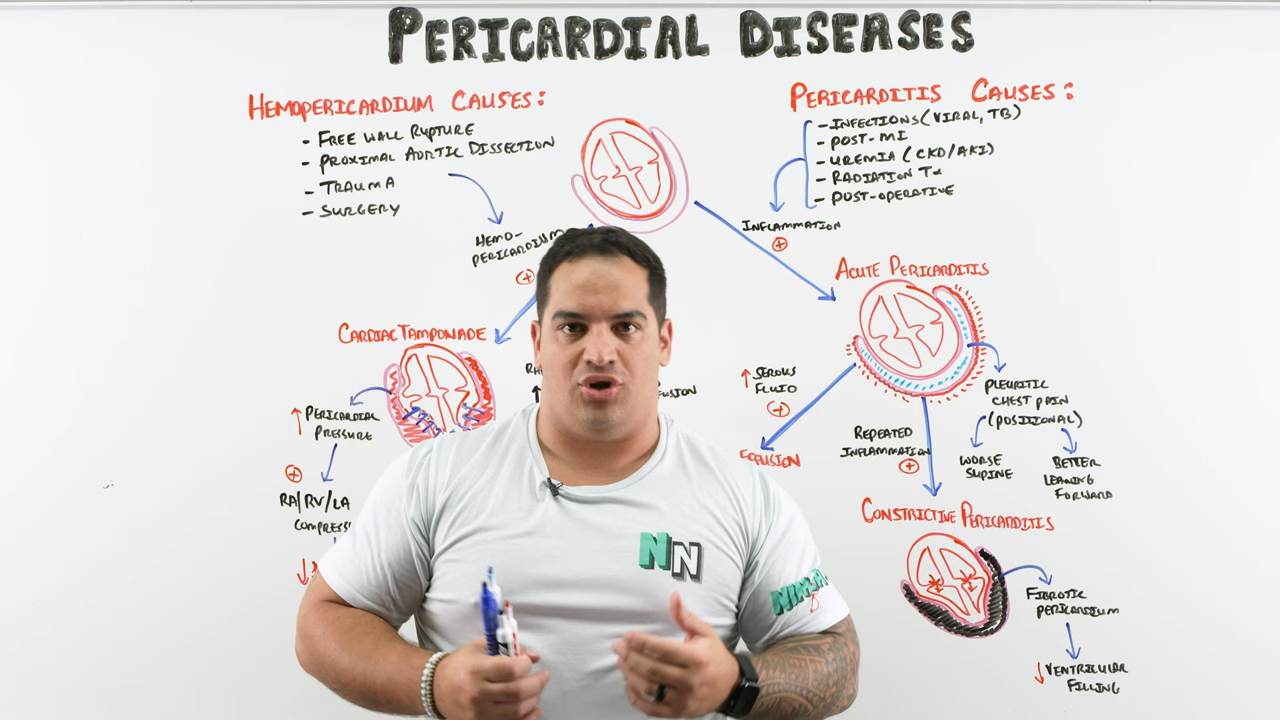 PERICARDIAL DISEASES
HEMOPERICARDIUM CAUSES:
- FREE WALL RUPTURE
- PROXIMAL AORTIC DISSECTION
- TRAUMA
- SURGERY
HEMO-
PERICARDIUM
+
PERICARDITIS CAUSES:
- INFECTIONS (VIRAL, TB)
- POST-MI
- UREMIA (CKD/AKI)
- RADIATION Tx
- POST-OPERATIVE
INFLAMMATION
+
CARDIAC TAMPONADE
↑ PERICARDIAL
PRESSURE
+
RA/RV/LA
ACUTE PERICARDITIS
↑ SEROUS
FLUID
+
EFFUSION
PLEURITIC
CHEST PAIN
(POSITIONAL)
WORSE
SUPINE
BETTER
LEANING
FORWARD
REPEATED
INFLAMMATION
+
CONSTRICTIVE PERICARDITIS
FIBROTIC
PERICARDIUM
↓ VENTRICULAR
FILLING
NN